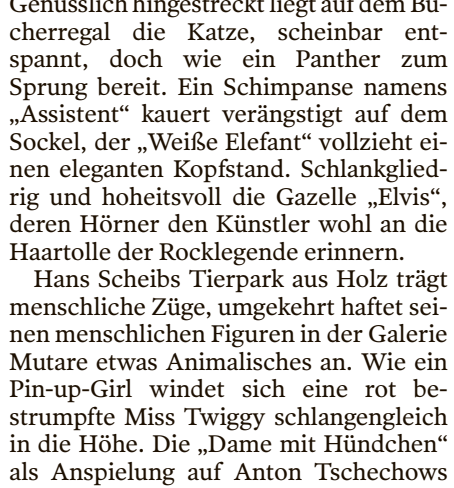 Genüsslich hingestreckt liegt auf dem Bü-
cherregal die Katze, scheinbar ent-
spannt, doch wie ein Panther zum
Sprung bereit. Ein Schimpanse namens
„Assistent“ kauert verängstigt auf dem
Sockel, der „Weiße Elefant“ vollzieht ei-
nen eleganten Kopfstand. Schlankglied-
rig und hoheitsvoll die Gazelle „Elvis“,
deren Hörner den Künstler wohl an die
Haartolle der Rocklegende erinnern.
Hans Scheibs Tierpark aus Holz trägt
menschliche Züge, umgekehrt haftet sei-
nen menschlichen Figuren in der Galerie
Mutare etwas Animalisches an. Wie ein
Pin-up-Girl windet sich eine rot be-
strumpfte Miss Twiggy schlangengleich
in die Höhe. Die „Dame mit Hündchen“
als Anspielung auf Anton Tschechows